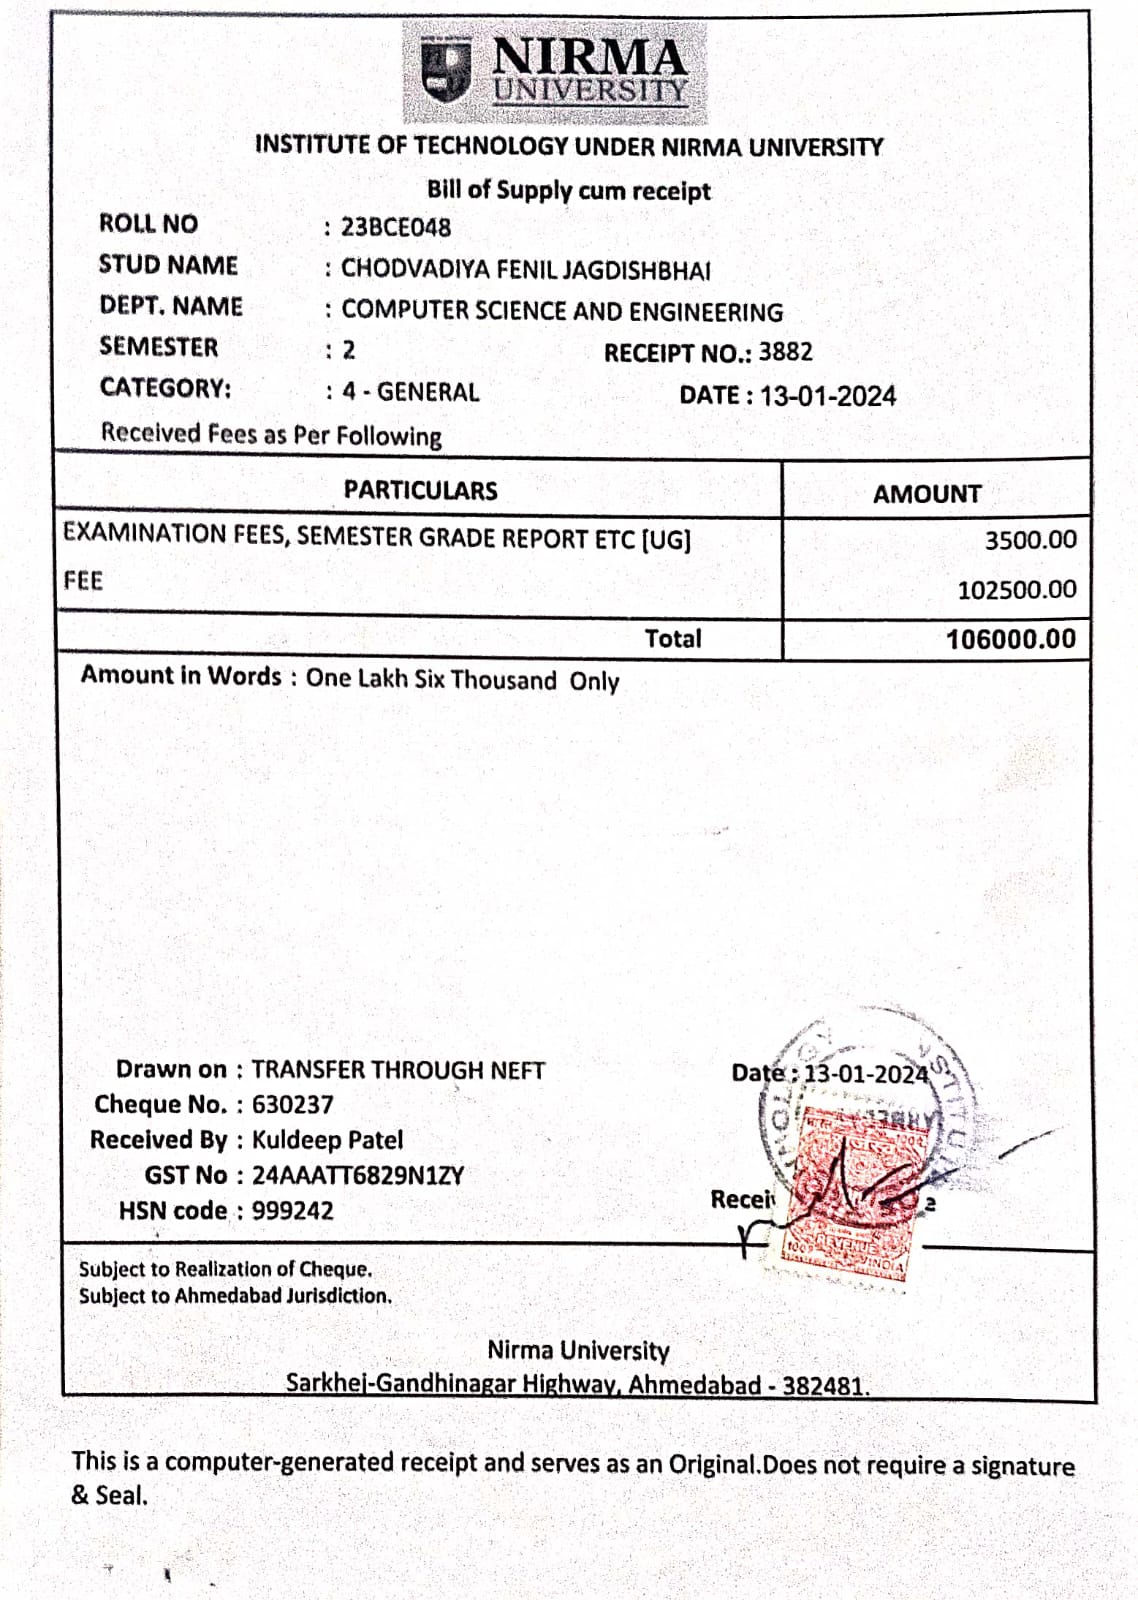 NIRMA
UNIVERSITY
INSTITUTE OF TECHNOLOGY UNDER NIRMA UNIVERSITY
Bill of Supply cum receipt
ROLL NO : 23BCE048
STUD NAME : CHODVADIYA FENIL JAGDISHBHAI
DEPT. NAME : COMPUTER SCIENCE AND ENGINEERING
SEMESTER : 2 RECEIPT NO.: 3882
CATEGORY: : 4 - GENERAL DATE : 13-01-2024
Received Fees as Per Following
PARTICULARS AMOUNT
EXAMINATION FEES, SEMESTER GRADE REPORT ETC [UG] 3500.00
FEE 102500.00
Total 106000.00
Amount in Words : One Lakh Six Thousand Only
Drawn on : TRANSFER THROUGH NEFT Date : 13-01-2024
Cheque No. : 630237
Received By : Kuldeep Patel
GST No : 24AAATT6829N1ZY
HSN code : 999242
INDIA
Subject to Realization of Cheque.
Subject to Ahmedabad Jurisdiction.
Nirma University
Sarkhej-Gandhinagar Highway, Ahmedabad - 382481.
This is a computer-generated receipt and serves as an Original.Does not require a signature
& Seal.